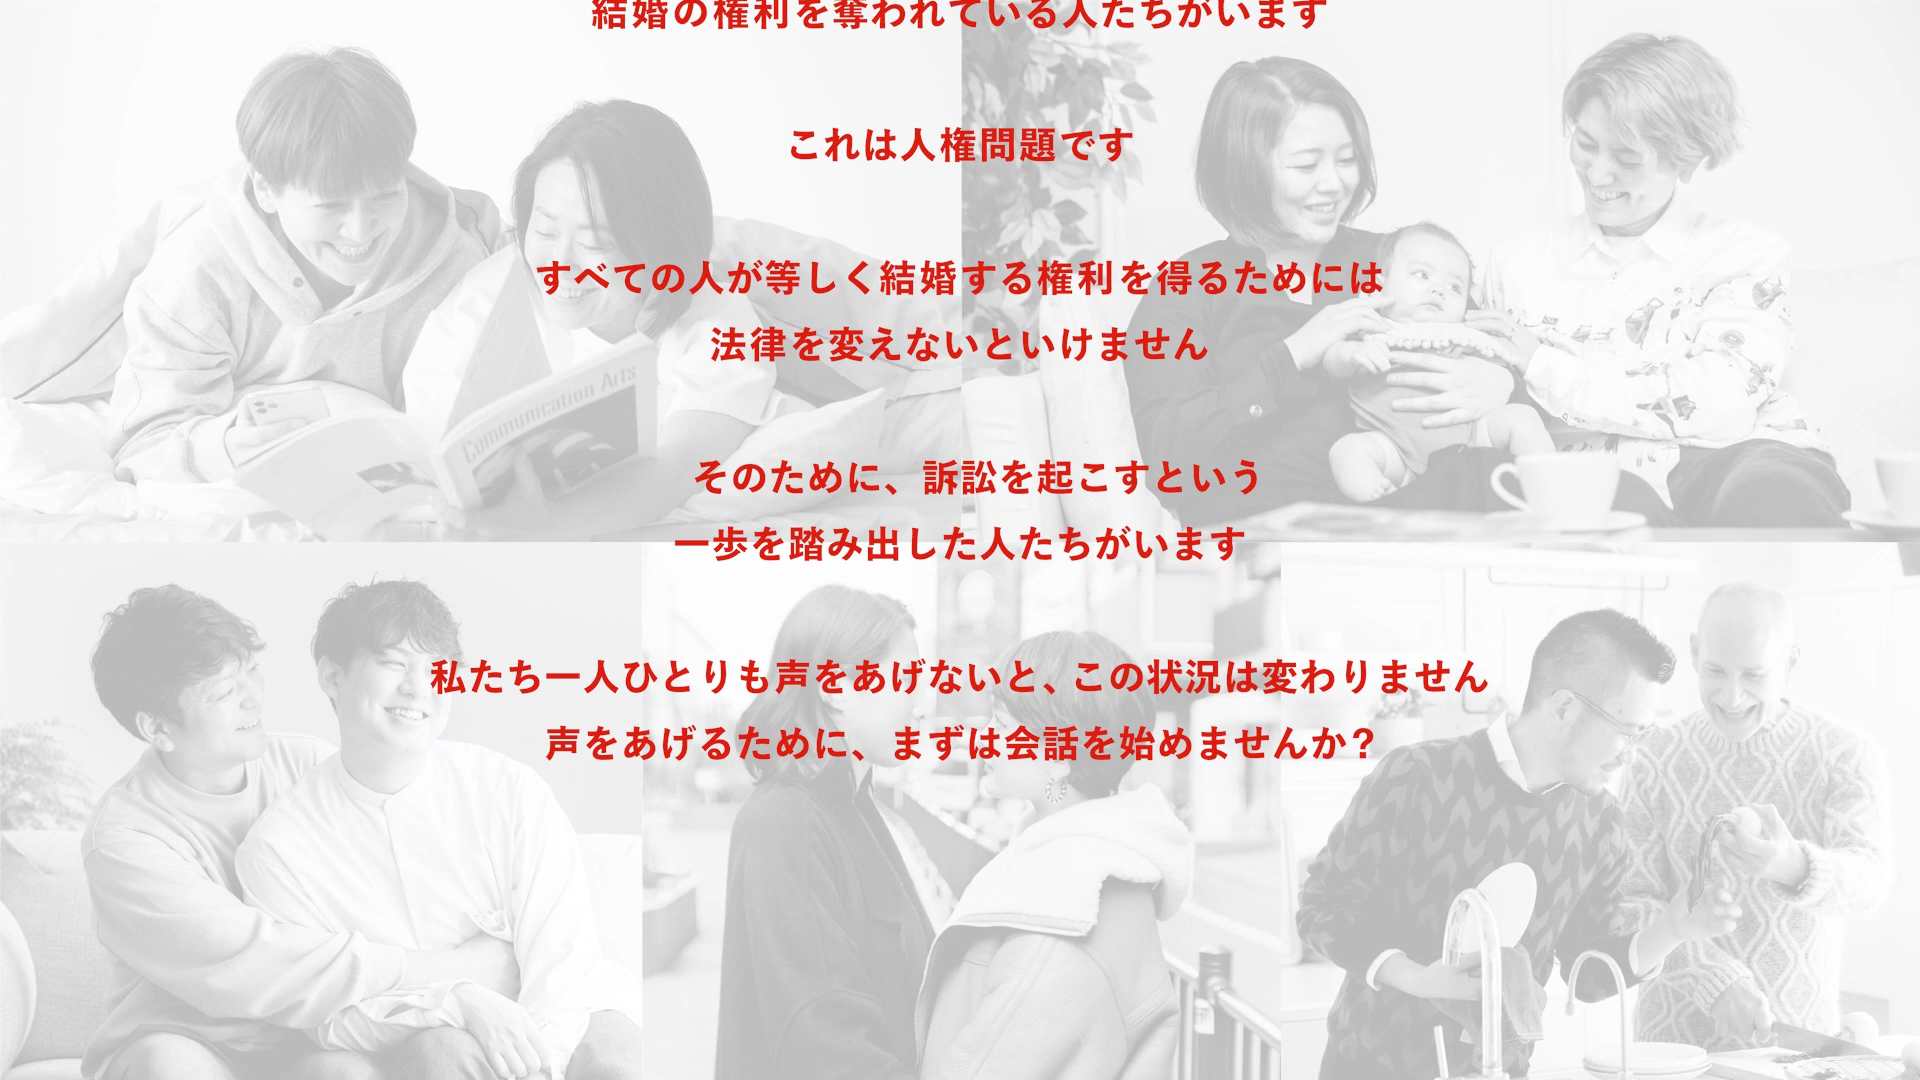 結婚の権利を奪われている人たちがいます
これは人権問題です
すべての人が等しく結婚する権利を得るためには
法律を変えないといけません
Communication Arts
そのために、訴訟を起こすという
一歩を踏み出した人たちがいます
私たち一人ひとりも声をあげないと、この状況は変わりません
声をあげるために、まずは会話を始めませんか？